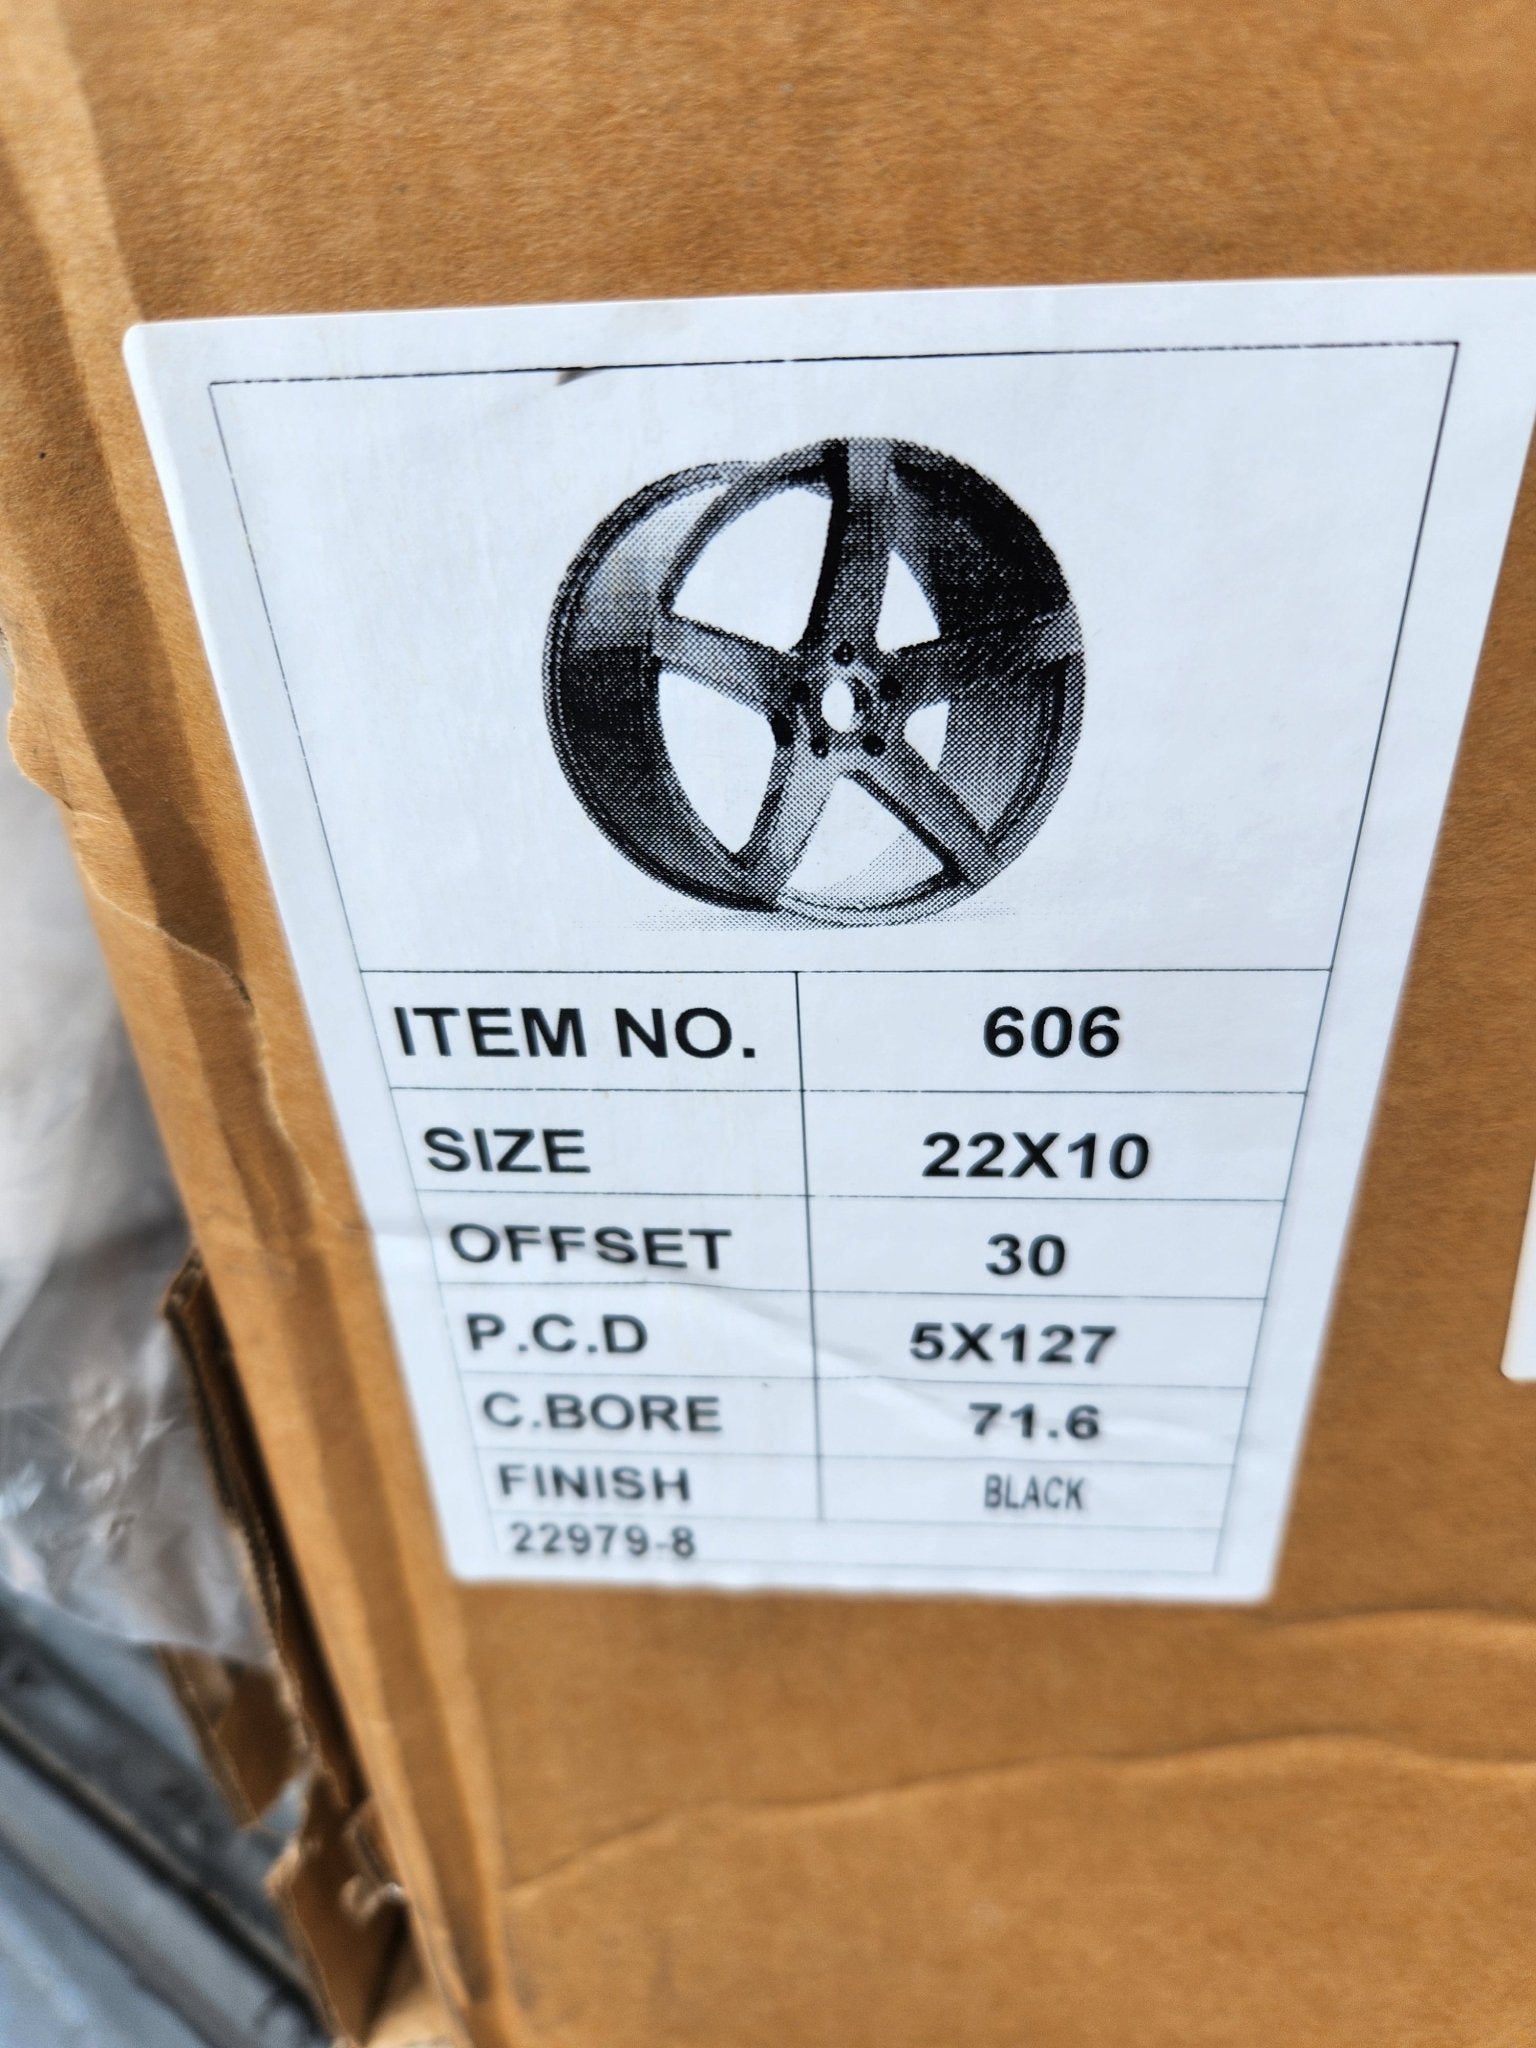 ITEM NO. 606
SIZE 22X10
OFFSET 30
P.C.D 5X127
C.BORE 71.6
FINISH BLACK
22979-8